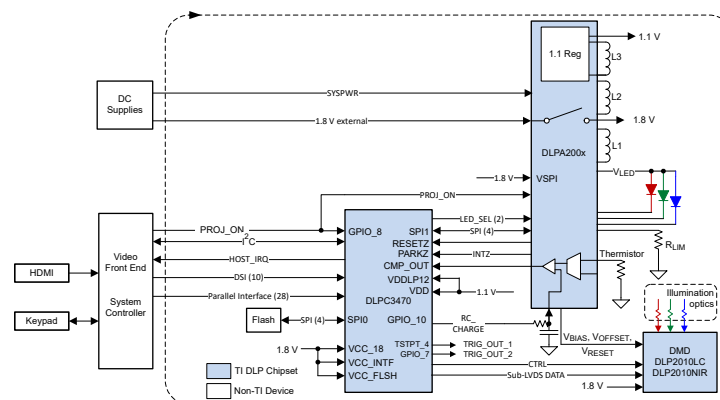 1.1 V
1.1 Reg
L3
L2
L1
DC
Supplies
SYSPWR
1.8 V external
1.8 V
DLPA200x
1.8 V
VSPI
VLED
PROJ_ON
PROJ_ON
I2C
HOST_IRQ
DSI (10)
Parallel Interface (28)
HDMI
Keypad
Video
Front End
System
Controller
GPIO_8
SPI1
RESETZ
PARKZ
CMP_OUT
VDDLP12
VDD
DLPC3470
GPIO_10
SPI0
TSTPT_4
GPIO_7
VCC_18
VCC_INTF
VCC_FLSH
LED_SEL (2)
SPI (4)
INTZ
1.1 V
RC_
CHARGE
TRIG_OUT_1
TRIG_OUT_2
CTRL
Sub-LVDS DATA
Flash
SPI (4)
1.8 V
Thermistor
RLIM
Illumination
optics
VBIAS, VOFFSET,
VRESET
DMD
DLP2010LC
DLP2010NIR
1.8 V
TI DLP Chipset
Non-TI Device